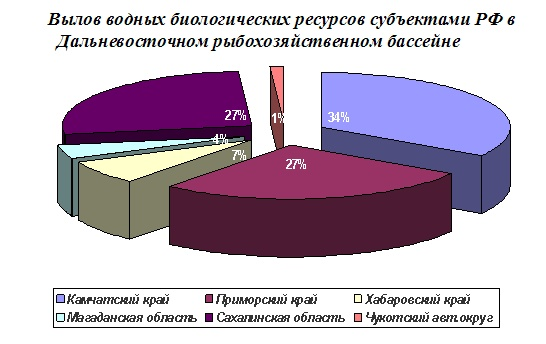 Вылов водных биологических ресурсов субъектами РФ в
Дальневосточном рыбохозяйственном бассейне
27%
1%
34%
4%
7%
27%
Камчатский край
Приморский край
Хабаровский край
Магаданская область
Сахалинская область
Чукотский авт.округ